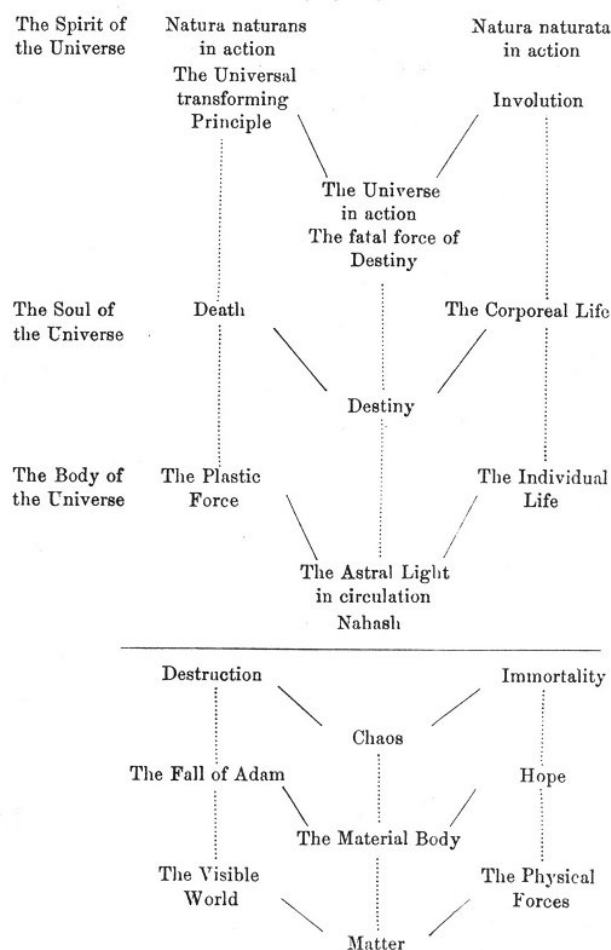 The Spirit of
the Universe
Natura naturans
in action
The Universal
transforming
Principle
Natura naturata
in action
Involution
The Universe
in action
The fatal force of
Destiny
The Soul of
the Universe
Death
The Corporeal Life
Destiny
The Body of
the Universe
The Plastic
Force
The Individual
Life
The Astral Light
in circulation
Nahash
Destruction
Immortality
Chaos
The Fall of Adam
Hope
The Material Body
The Visible
World
The Physical
Forces
Matter